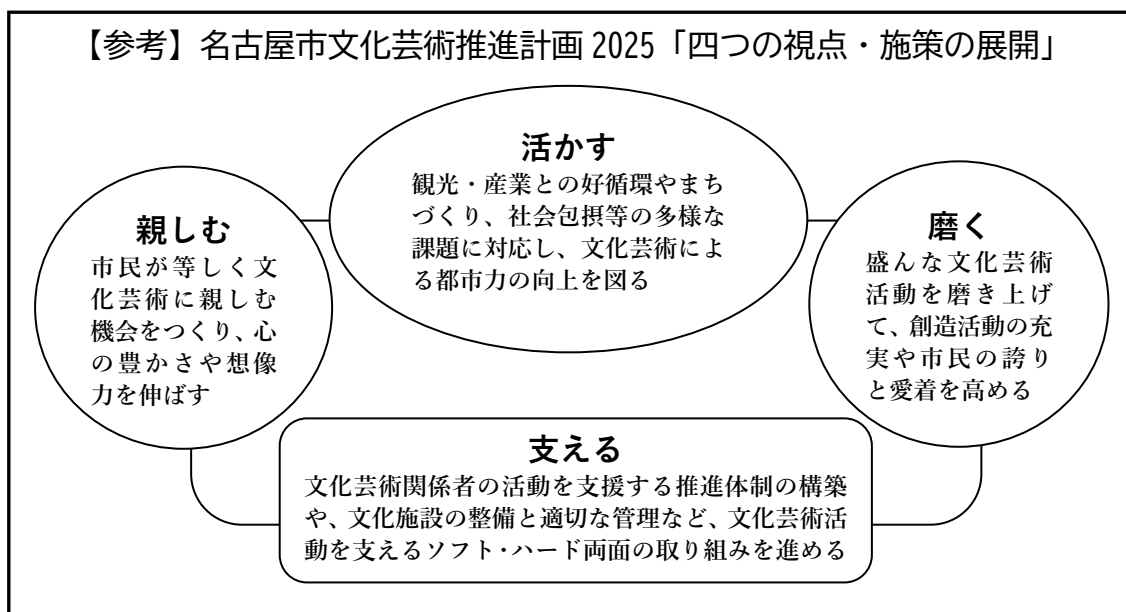 【参考】名古屋市文化芸術推進計画 2025「四つの視点・施策の展開」
活かす
観光・産業との好循環やまち
づくり、社会包摂等の多様な
課題に対応し、文化芸術によ
る都市力の向上を図る
親しむ
市民が等しく文
化芸術に親しむ
機会をつくり、心
の豊かさや想像
力を伸ばす
磨く
盛んな文化芸術
活動を磨き上げ
て、創造活動の充
実や市民の誇り
と愛着を高める
支える
文化芸術関係者の活動を支援する推進体制の構築
や、文化施設の整備と適切な管理など、文化芸術活
動を支えるソフト・ハード両面の取り組みを進める